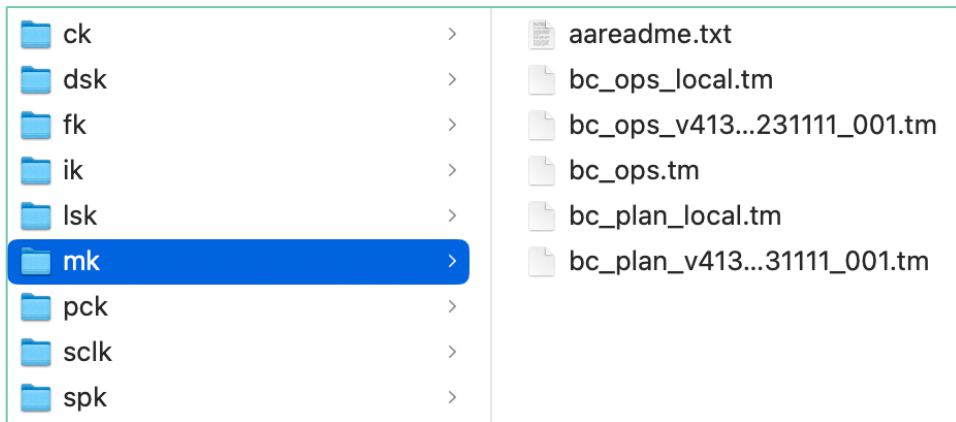 ck
dsk
fk
ik
lsk
mk
pck
sclk
spk
aareadme.txt
bc_ops_local.tm
bc_ops_v413...231111_001.tm
bc_ops.tm
bc_plan_local.tm
bc_plan_v413...31111_001.tm